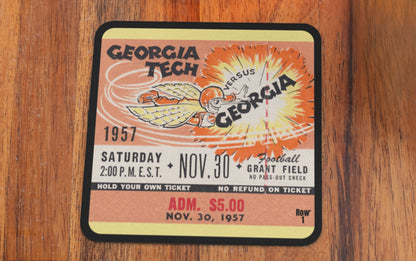 GEORGIA
TECH
VERSUS
GEORGIA
1957
SATURDAY
2:00 P.M. E.S.T.
• NOV. 30 •
Football
GRANT FIELD
NO PASS-OUT CHECK
HOLD YOUR OWN TICKET
NO REFUND ON TICKET
ADM. $5.00
NOV. 30, 1957
Row
1